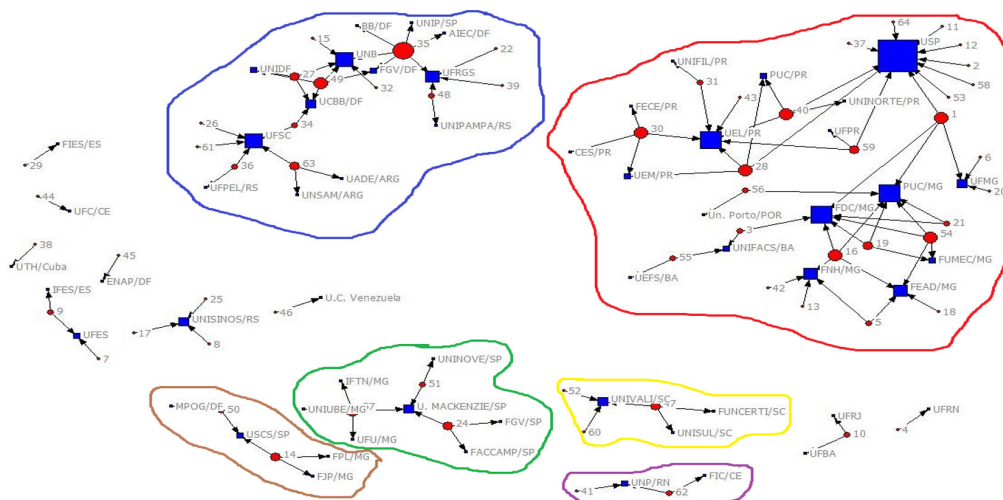 BB/DF
UNIP/SP
AIEC/DF
15
UNB
35
22
UNIDF
27
49
FGV/DF
UFRGS
32
39
UCBB/DF
48
34
UNIPAMPA/RS
26
UFSC
61
36
63
UADE/ARG
UFPEL/RS
UNSAM/ARG
64
11
USP
37
12
2
58
53
UNIFIL/PR
PUC/PR
31
43
40
UNINORTE/PR
1
FECE/PR
30
UEL/PR
UFPR
59
CES/PR
28
6
UEM/PR
UFMG
20
56
PUC/MG
Un. Porto/POR
FDC/MG
21
3
54
UNIFACS/BA
19
16
55
FUMEC/MG
UEFS/BA
FNH/MG
FEAD/MG
42
13
5
18
FIES/ES
29
44
UFC/CE
38
45
UTH/Cuba
ENAP/DF
IFES/ES
9
UFES
7
25
UNISINOS/RS
17
8
U.C. Venezuela
46
UNINOVE/SP
IFTN/MG
51
UNIUBE/MG
57
U. MACKENZIE/SP
24
FGV/SP
UFU/MG
FACCAMP/SP
MPOG/DF
50
USCS/SP
14
FPL/MG
FJP/MG
52
UNIVALI/SC
47
FUNCERTI/SC
60
UNISUL/SC
UFRJ
10
UFBA
UFRN
4
UNP/RN
FIC/CE
41
62